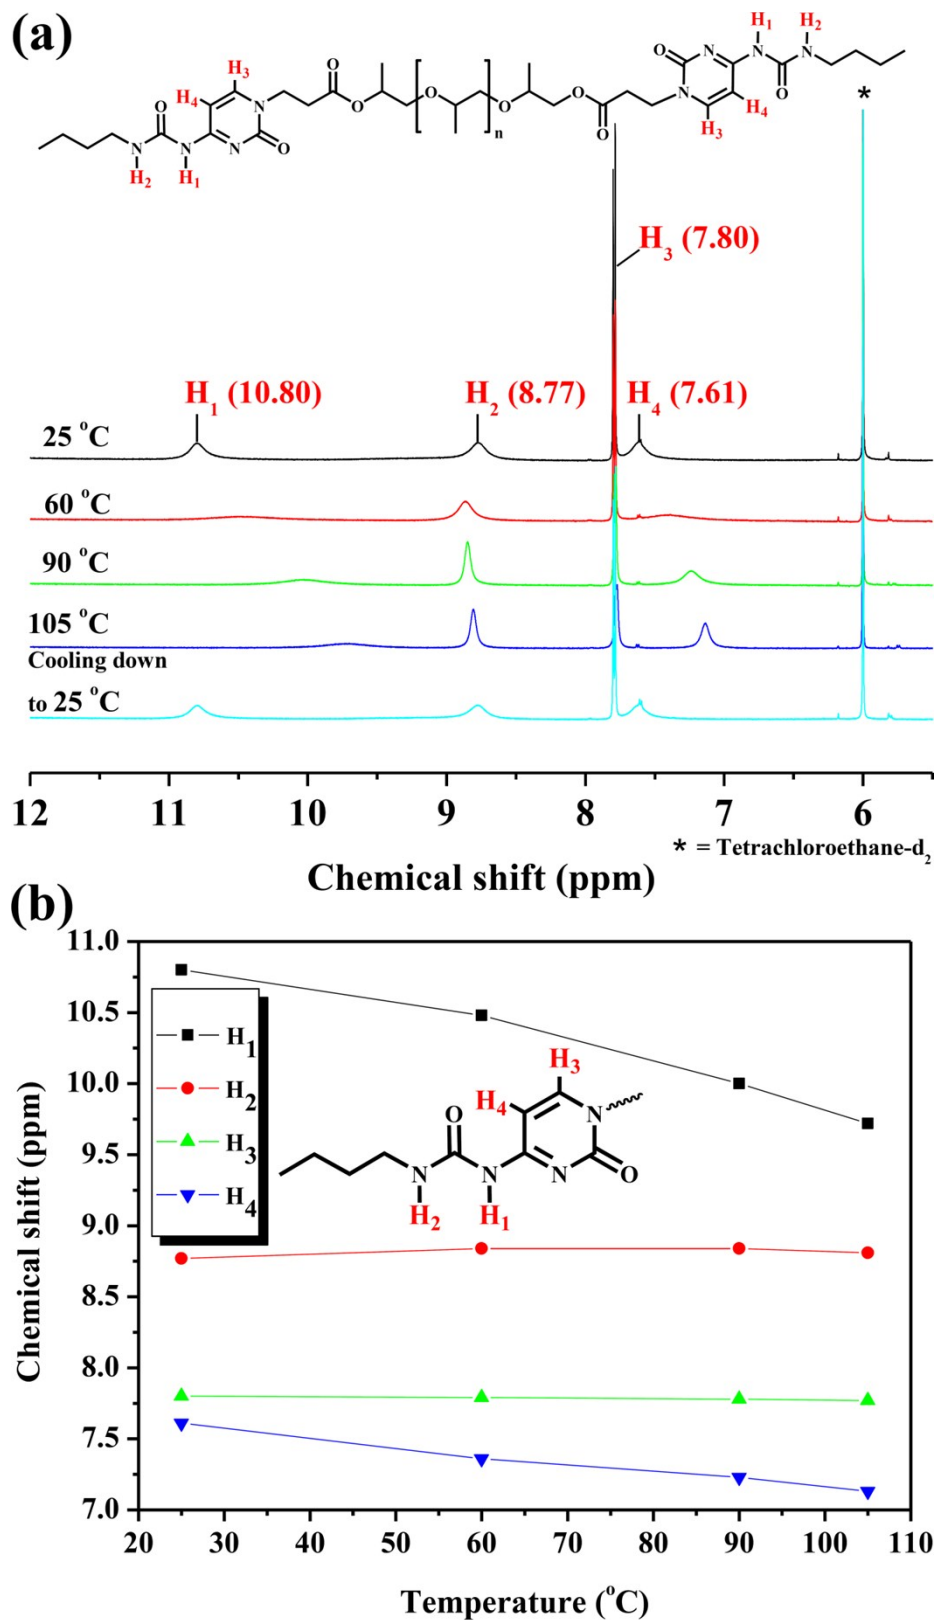 (a)
H1 H2
O N N N
H3 O
H4 N O O O N O
O O n O N H4
N N N O H3
H2 H1
*
H3 (7.80)
H1 (10.80) H2 (8.77) H4 (7.61)
25 °C
60 °C
90 °C
105 °C
Cooling down
to 25 °C
12 11 10 9 8 7 6
* = Tetrachloroethane-d2
Chemical shift (ppm)
(b)
Chemical shift (ppm)
11.0
10.5
10.0
9.5
9.0
8.5
8.0
7.5
7.0
H1
H2
H3
H4
H3
H4 N
O
N N N O
H2 H1
20 30 40 50 60 70 80 90 100 110
Temperature (°C)